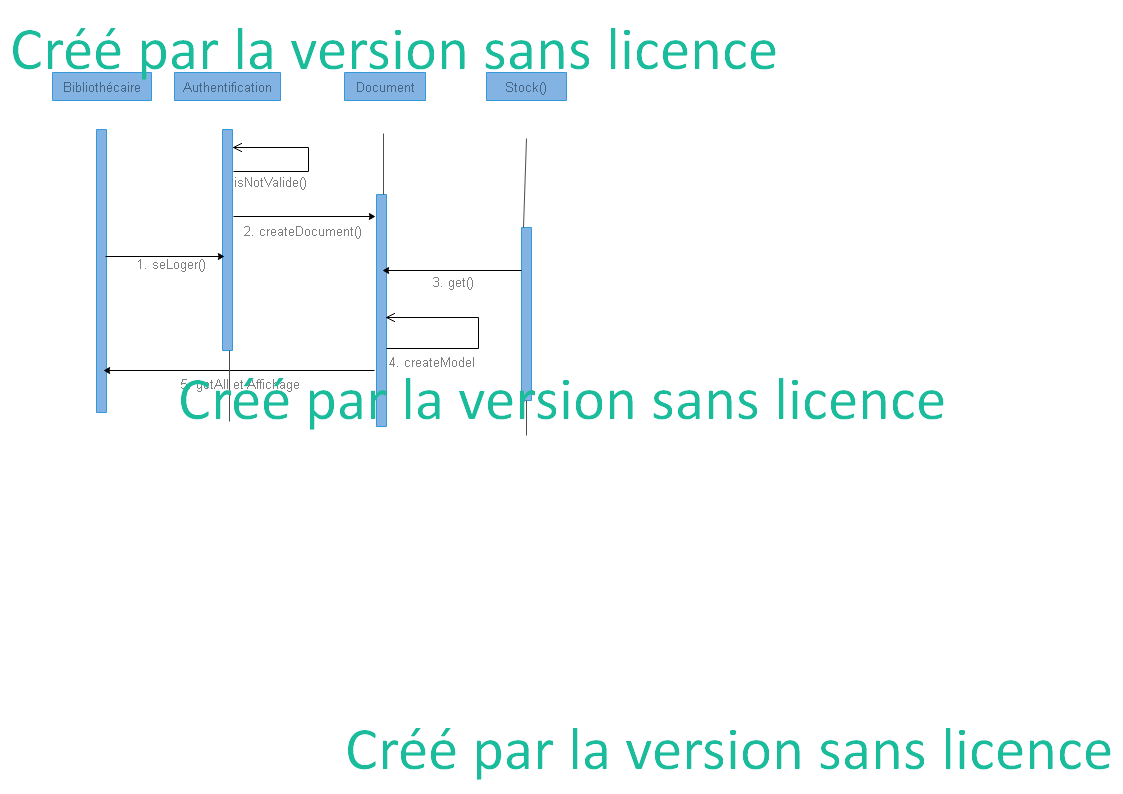 Créé par la version sans licence
Bibliothécaire
Authentification
Document
Stock()
isNotValide()
2. createDocument()
1. seLoger()
3. get()
4. createModel
5. getAll et Affichage
Créé par la version sans licence
Créé par la version sans licence